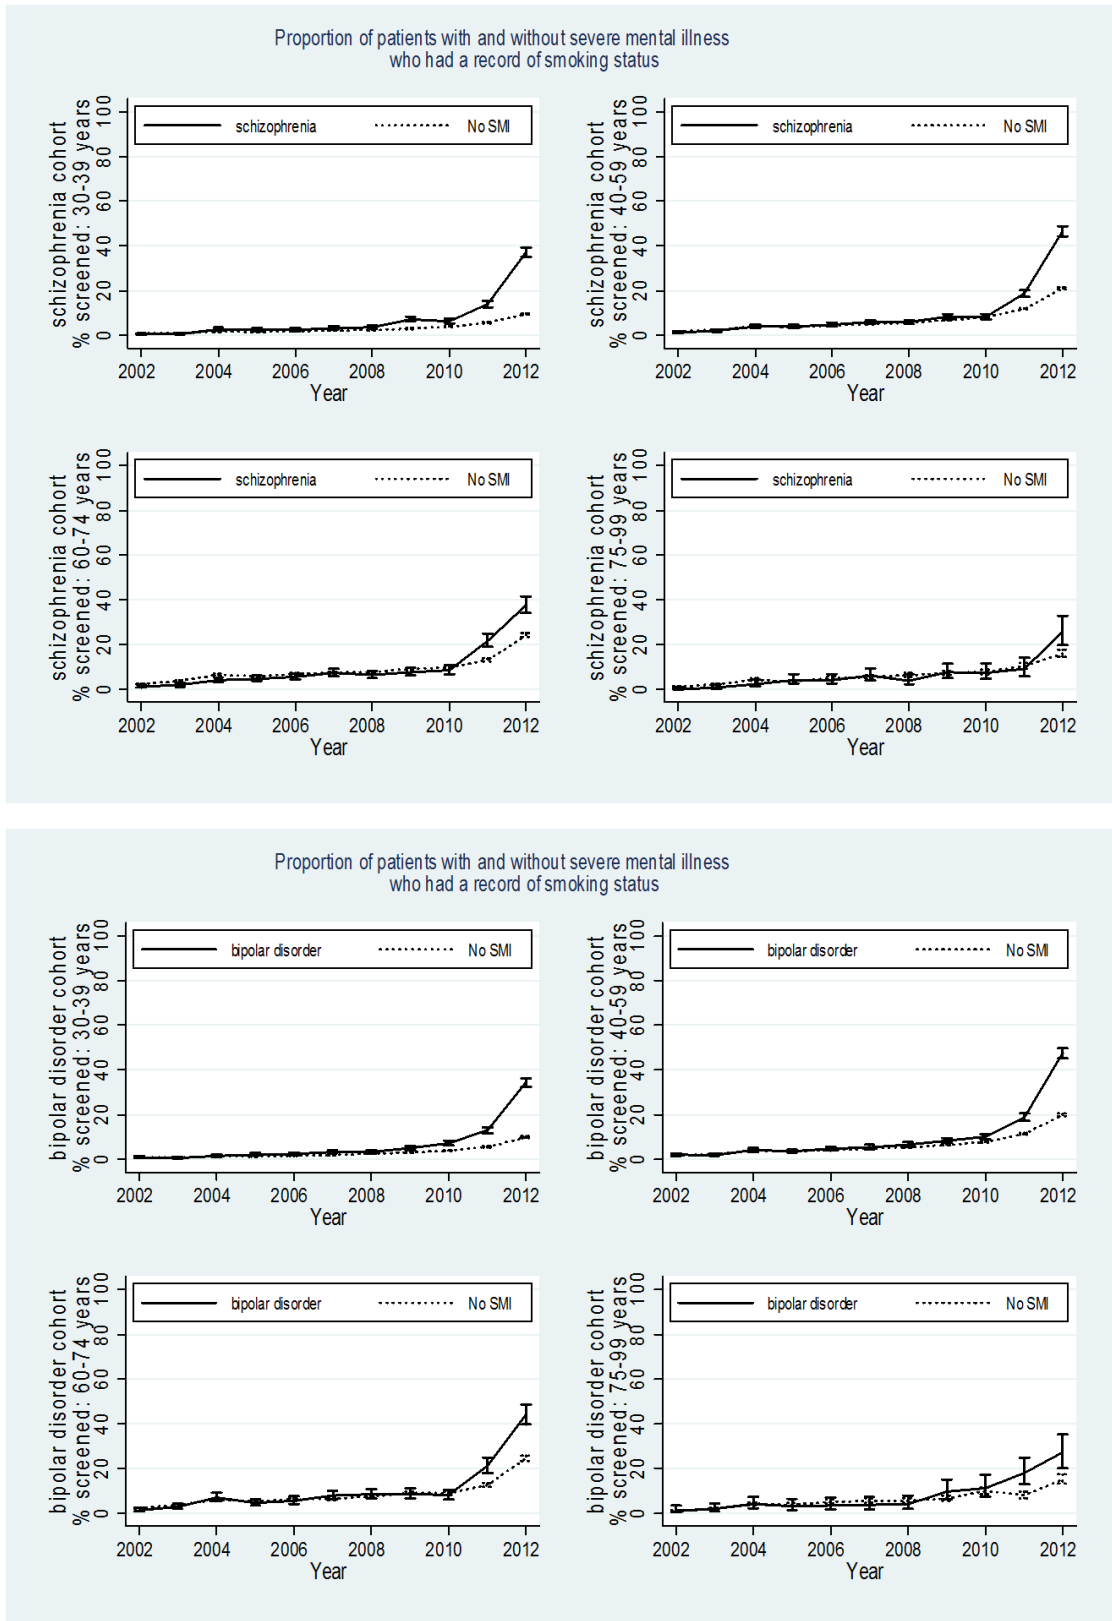 Proportion of patients with and without severe mental illness
who had a record of smoking status
schizophrenia cohort
% screened: 30-39 years
0 20 40 60 80 100
schizophrenia No SMI
2002 2004 2006 2008 2010 2012
Year
schizophrenia cohort
% screened: 40-59 years
0 20 40 60 80 100
schizophrenia No SMI
2002 2004 2006 2008 2010 2012
Year
schizophrenia cohort
% screened: 60-74 years
0 20 40 60 80 100
schizophrenia No SMI
2002 2004 2006 2008 2010 2012
Year
schizophrenia cohort
% screened: 75-99 years
0 20 40 60 80 100
schizophrenia No SMI
2002 2004 2006 2008 2010 2012
Year
Proportion of patients with and without severe mental illness
who had a record of smoking status
bipolar disorder cohort
% screened: 30-39 years
0 20 40 60 80 100
bipolar disorder No SMI
2002 2004 2006 2008 2010 2012
Year
bipolar disorder cohort
% screened: 40-59 years
0 20 40 60 80 100
bipolar disorder No SMI
2002 2004 2006 2008 2010 2012
Year
bipolar disorder cohort
% screened: 60-74 years
0 20 40 60 80 100
bipolar disorder No SMI
2002 2004 2006 2008 2010 2012
Year
bipolar disorder cohort
% screened: 75-99 years
0 20 40 60 80 100
bipolar disorder No SMI
2002 2004 2006 2008 2010 2012
Year